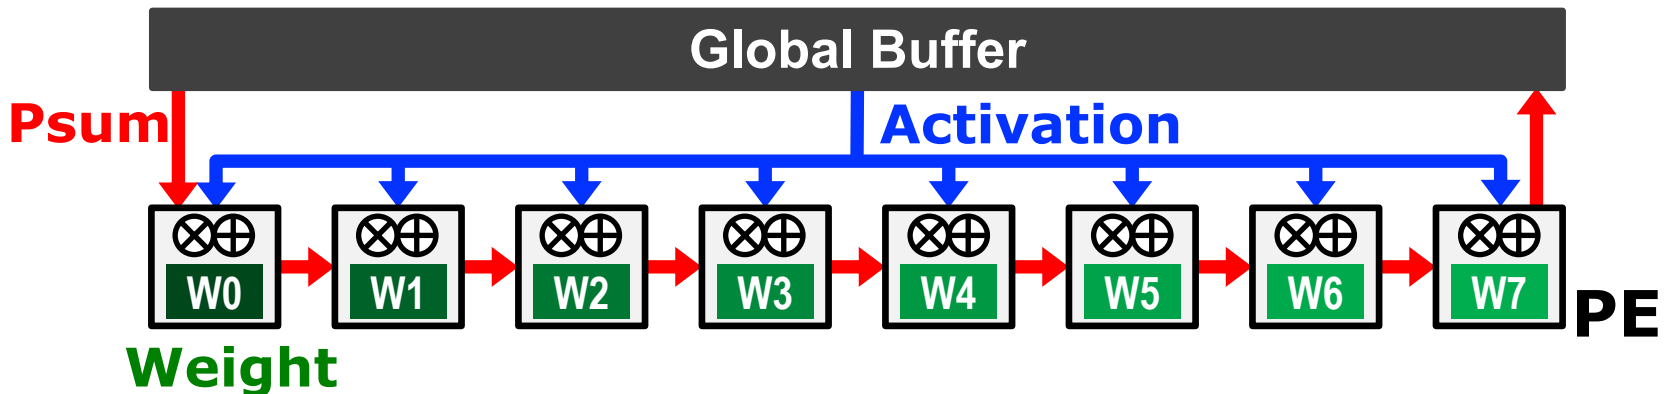 Global Buffer
Psum
Activation
W0 W1 W2 W3 W4 W5 W6 W7
PE
Weight